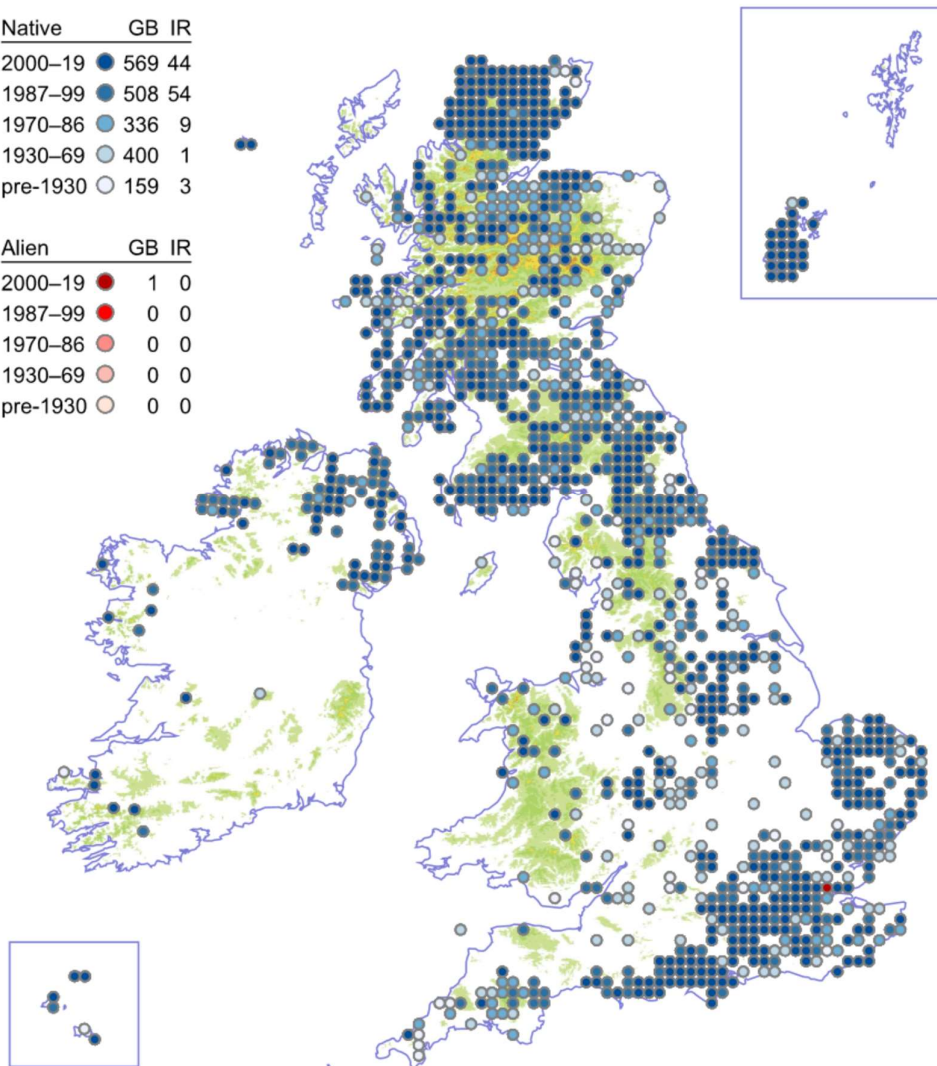 Native GB IR
2000–19 569 44
1987–99 508 54
1970–86 336 9
1930–69 400 1
pre-1930 159 3
Alien GB IR
2000–19 1 0
1987–99 0 0
1970–86 0 0
1930–69 0 0
pre-1930 0 0